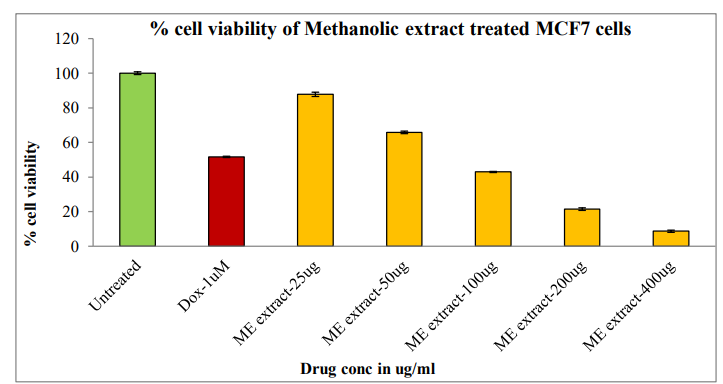 % cell viability of Methanolic extract treated MCF7 cells
120
100
80
60
40
20
0
% cell viability
Untreated
Dox-1uM
ME extract-25ug
ME extract-50ug
ME extract-100ug
ME extract-200ug
ME extract-400ug
Drug conc in ug/ml